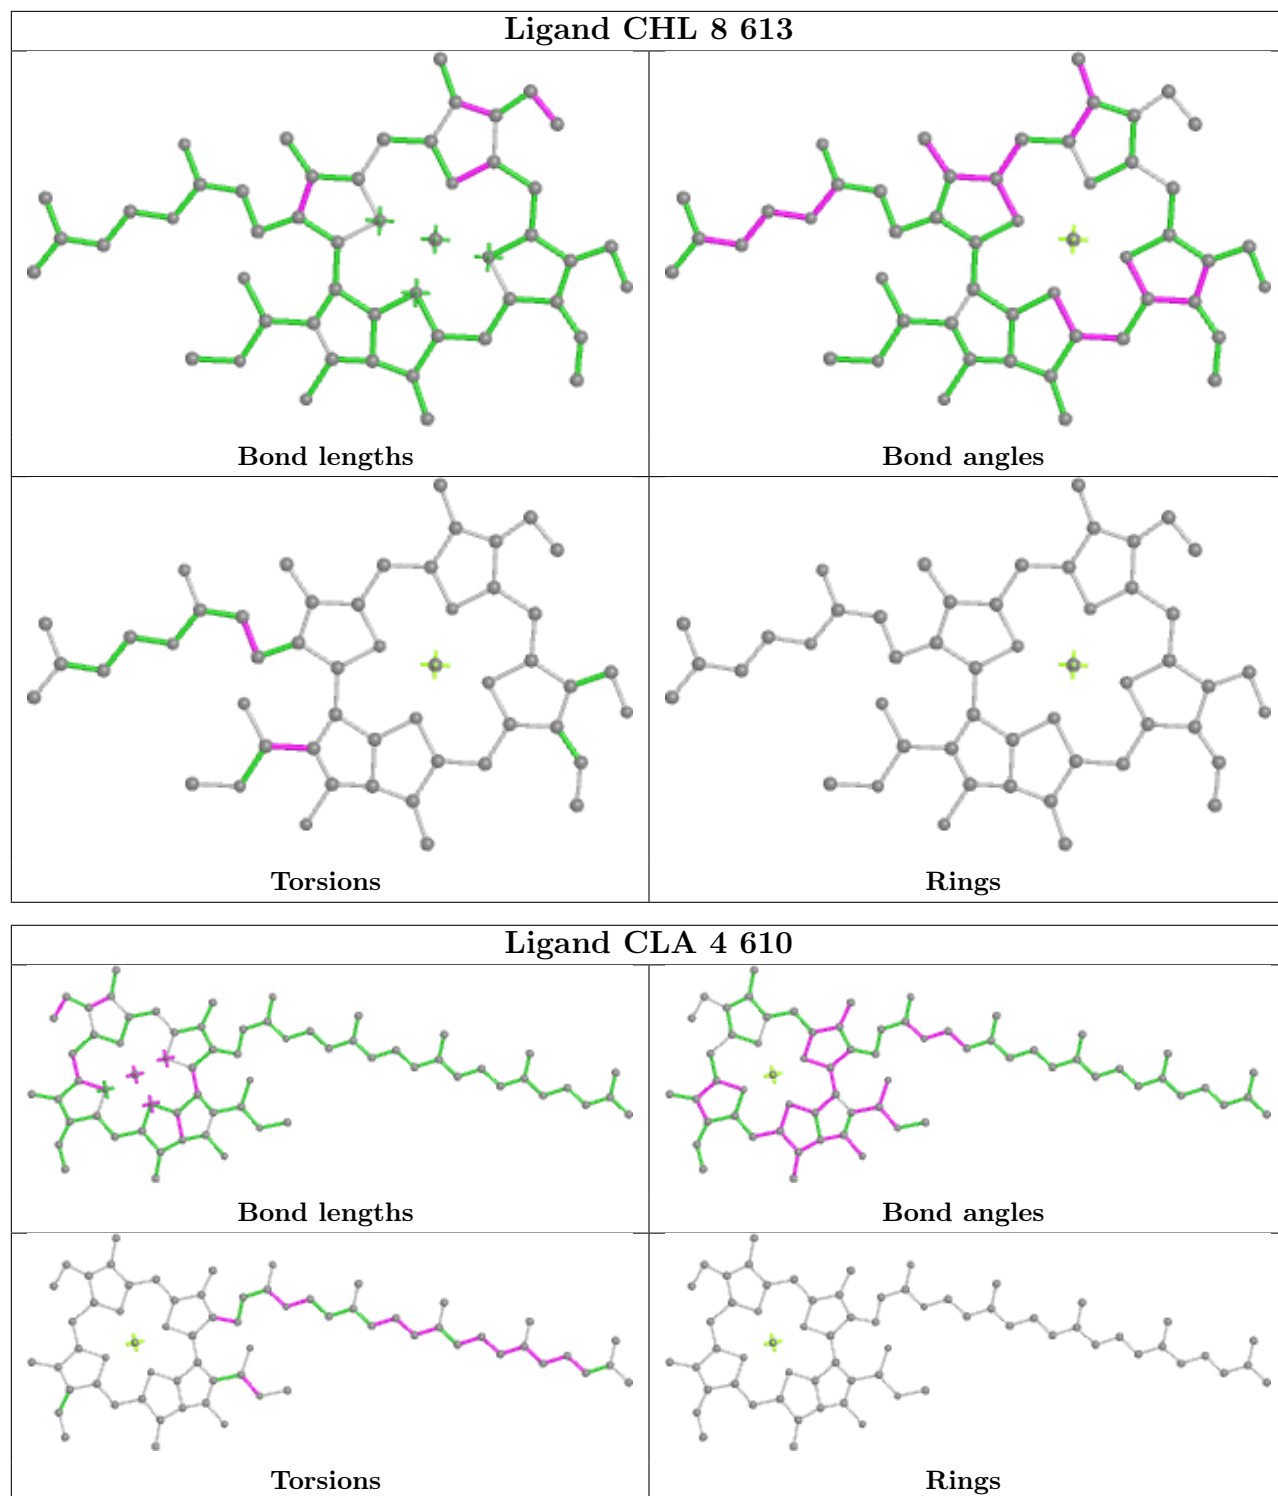 Ligand CHL 8 613
Bond lengths
Bond angles
Torsions
Rings
Ligand CLA 4 610
Bond lengths
Bond angles
Torsions
Rings